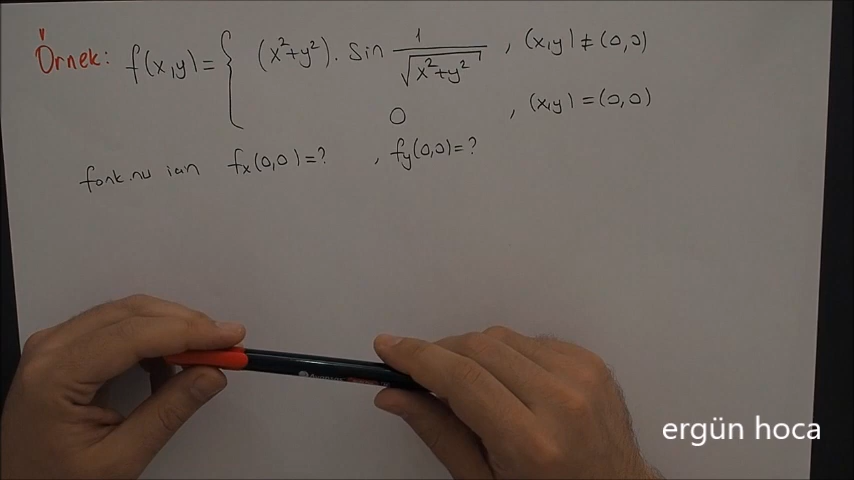 Örnek: f(x,y) = { (x²+y²). Sin 1/√(x²+y²) , (x,y) ≠ (0,0)
0 , (x,y) = (0,0)
fonk.nu için fx(0,0)=? , fy(0,0)=?
ergün hoca